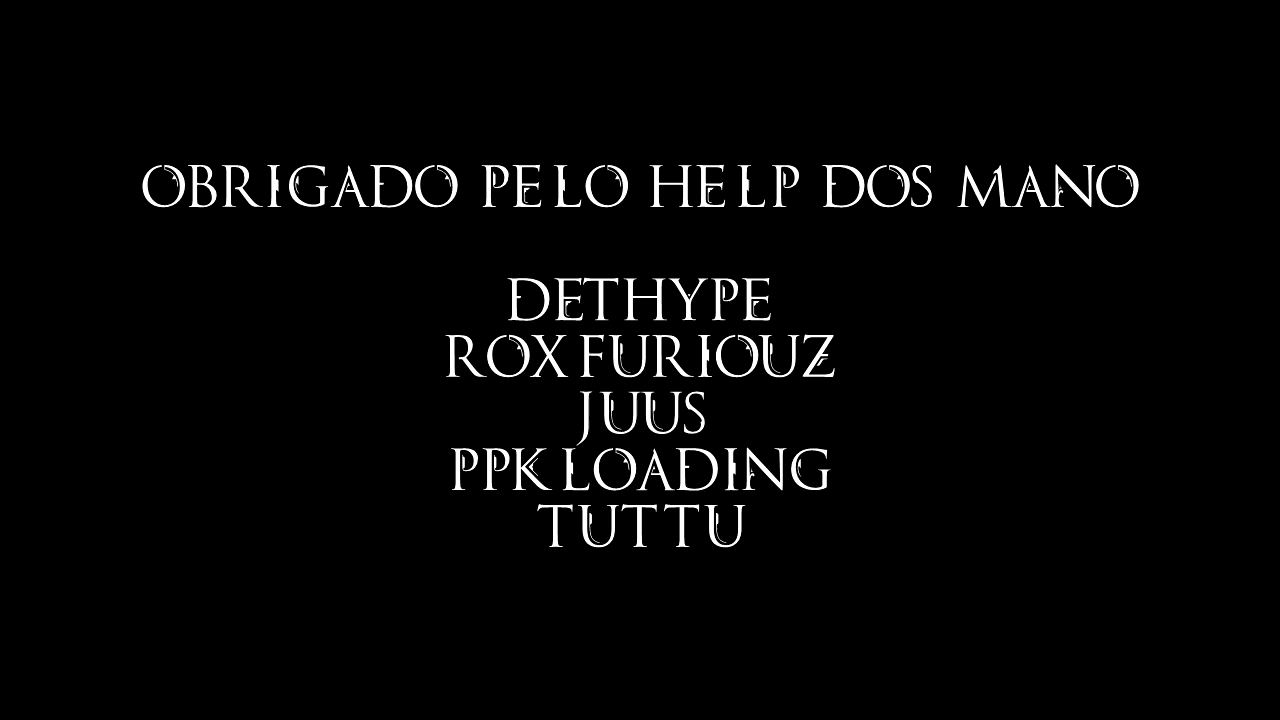 OBRIGADO PELO HELP DOS MANO
DETHYPE
ROX FURIOUZ
JUUS
PPK LOADING
TUTTU